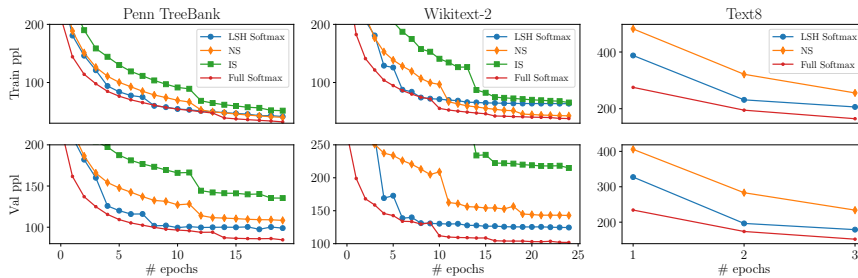 Penn TreeBank
200
100
Train ppl
LSH Softmax
NS
IS
Full Softmax
Wikitext-2
200
100
LSH Softmax
NS
IS
Full Softmax
Text8
400
200
LSH Softmax
NS
Full Softmax
200
150
100
Val ppl
0
5
10
15
# epochs
250
200
150
100
0
5
10
15
20
25
# epochs
400
300
200
1
2
3
# epochs